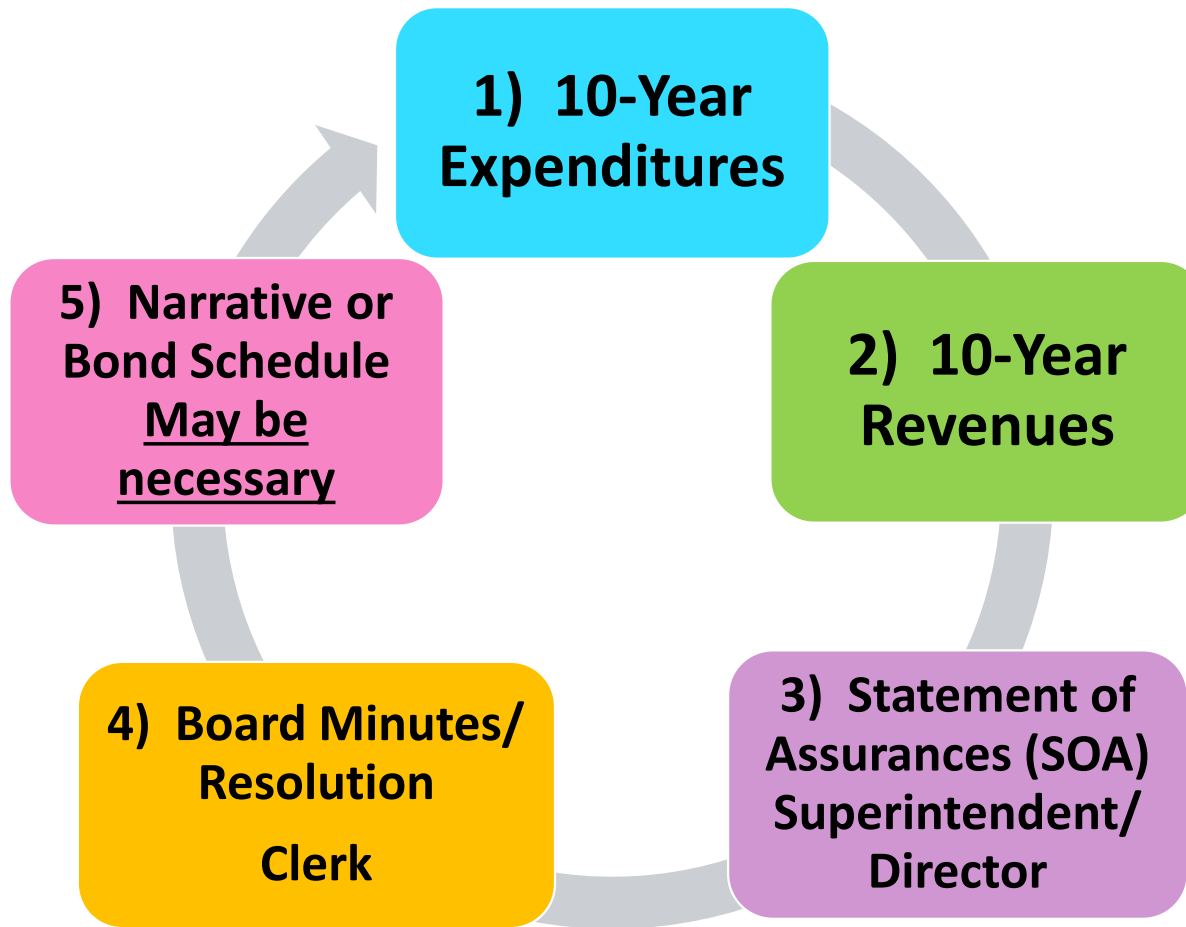 1) 10-Year
Expenditures
2) 10-Year
Revenues
3) Statement of
Assurances (SOA)
Superintendent/
Director
4) Board Minutes/
Resolution
Clerk
5) Narrative or
Bond Schedule
May be
necessary